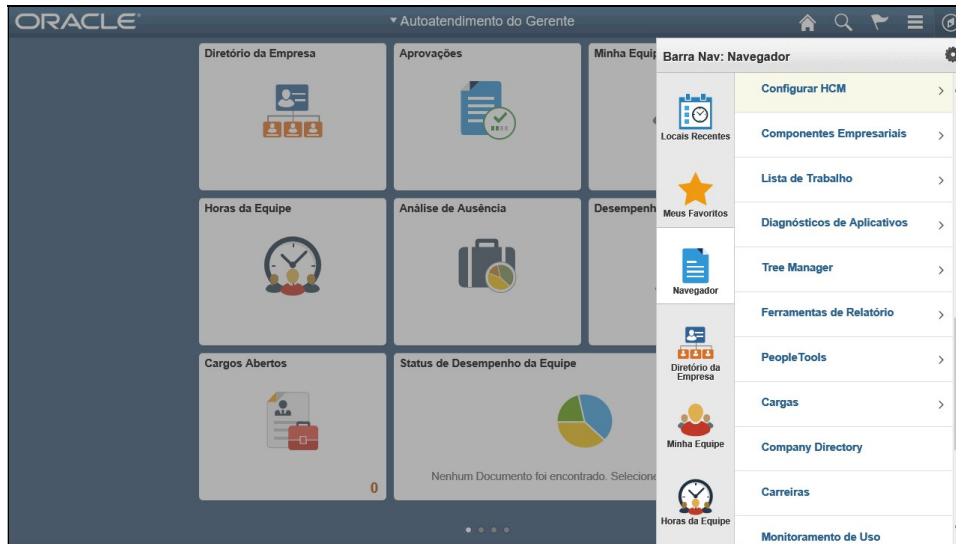 ORACLE
Autoatendimento do Gerente
Diretório da Empresa
Aprovações
Minha Equip
Horas da Equipe
Análise de Ausência
Desempenh
Cargos Abertos
0
Status de Desempenho da Equipe
Nenhum Documento foi encontrado. Selecione
Barra Nav: Navegador
Locais Recentes
Meus Favoritos
Navegador
Diretório da
Empresa
Minha Equipe
Horas da Equipe
Configurar HCM
Componentes Empresariais
Lista de Trabalho
Diagnósticos de Aplicativos
Tree Manager
Ferramentas de Relatório
PeopleTools
Cargas
Company Directory
Carreiras
Monitoramento de Uso